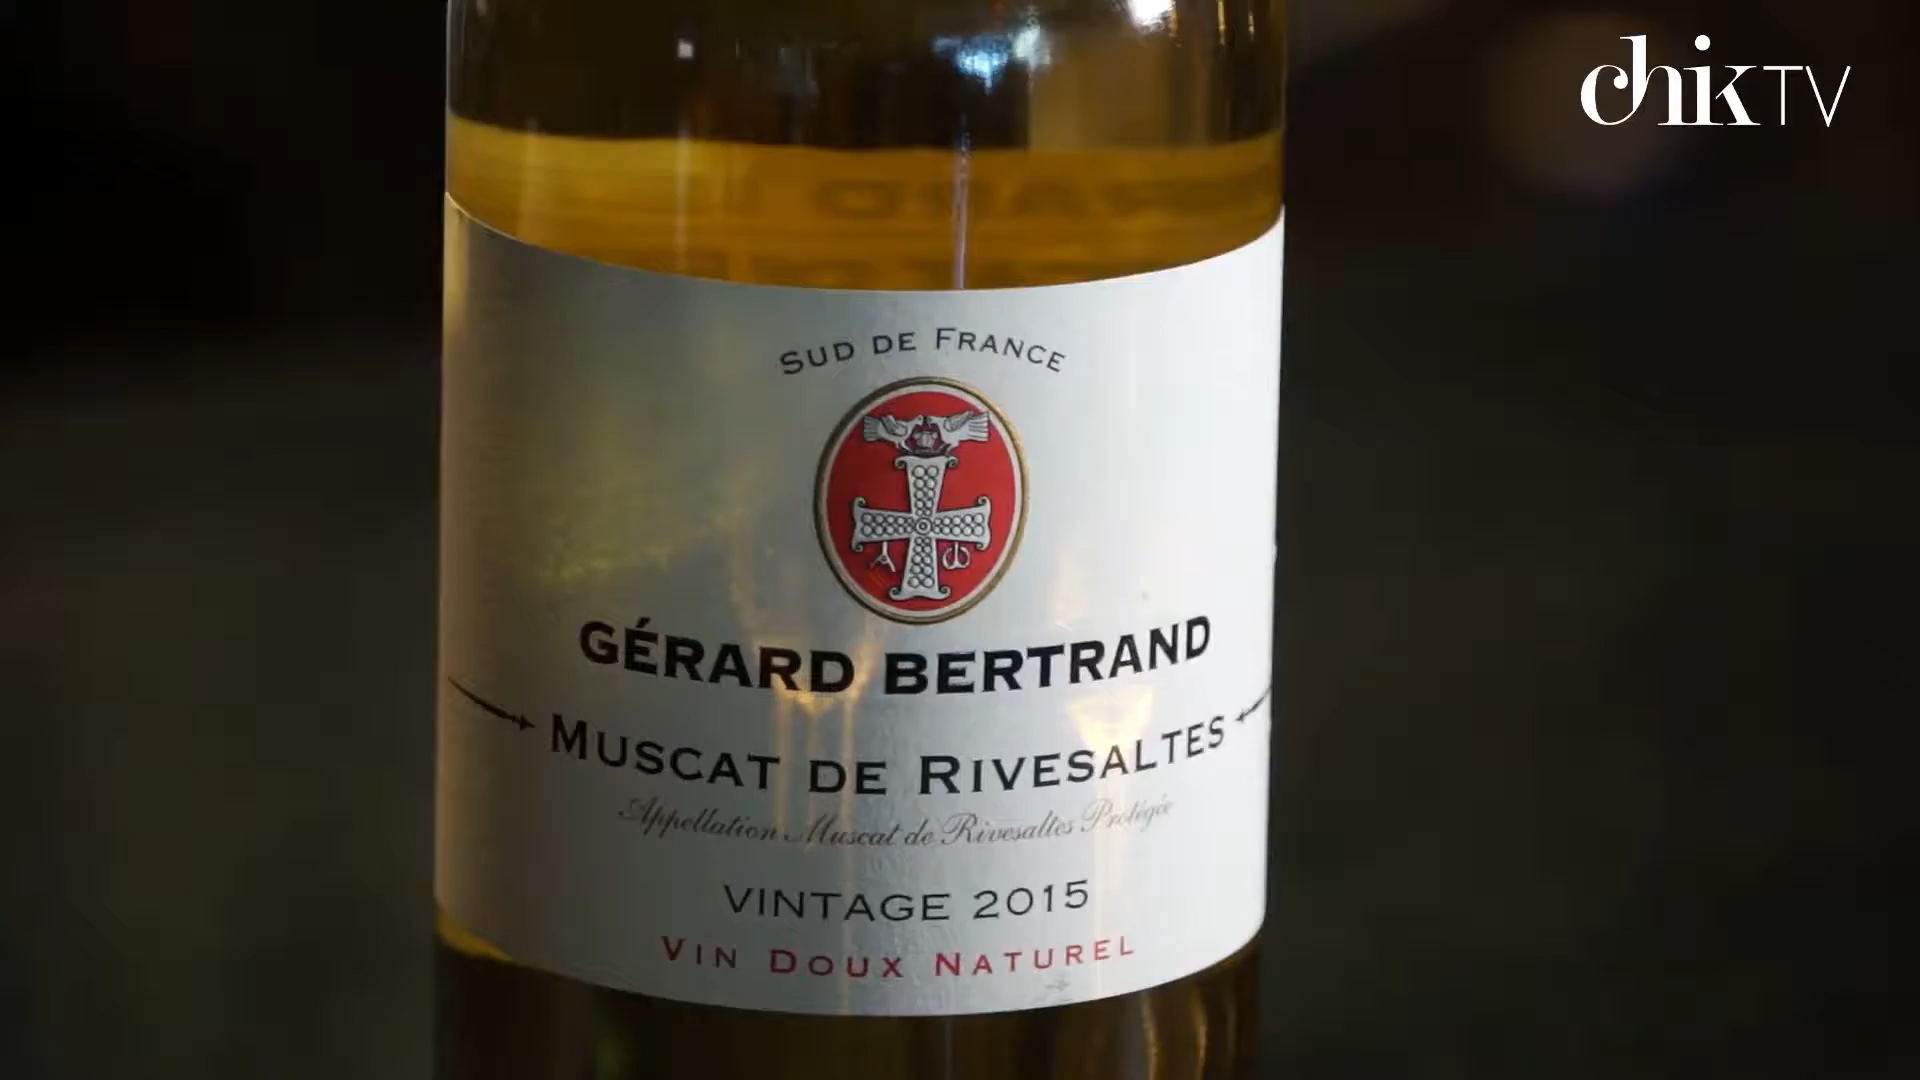 chikTV
SUD DE FRANCE
GÉRARD BERTRAND
MUSCAT DE RIVESALTES
Appellation Muscat de Rivesaltes Protégée
VINTAGE 2015
VIN DOUX NATUREL